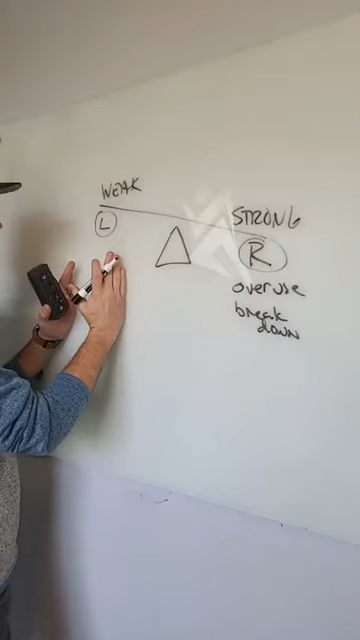 WEAK
STRONG
L
R
overuse
break
down